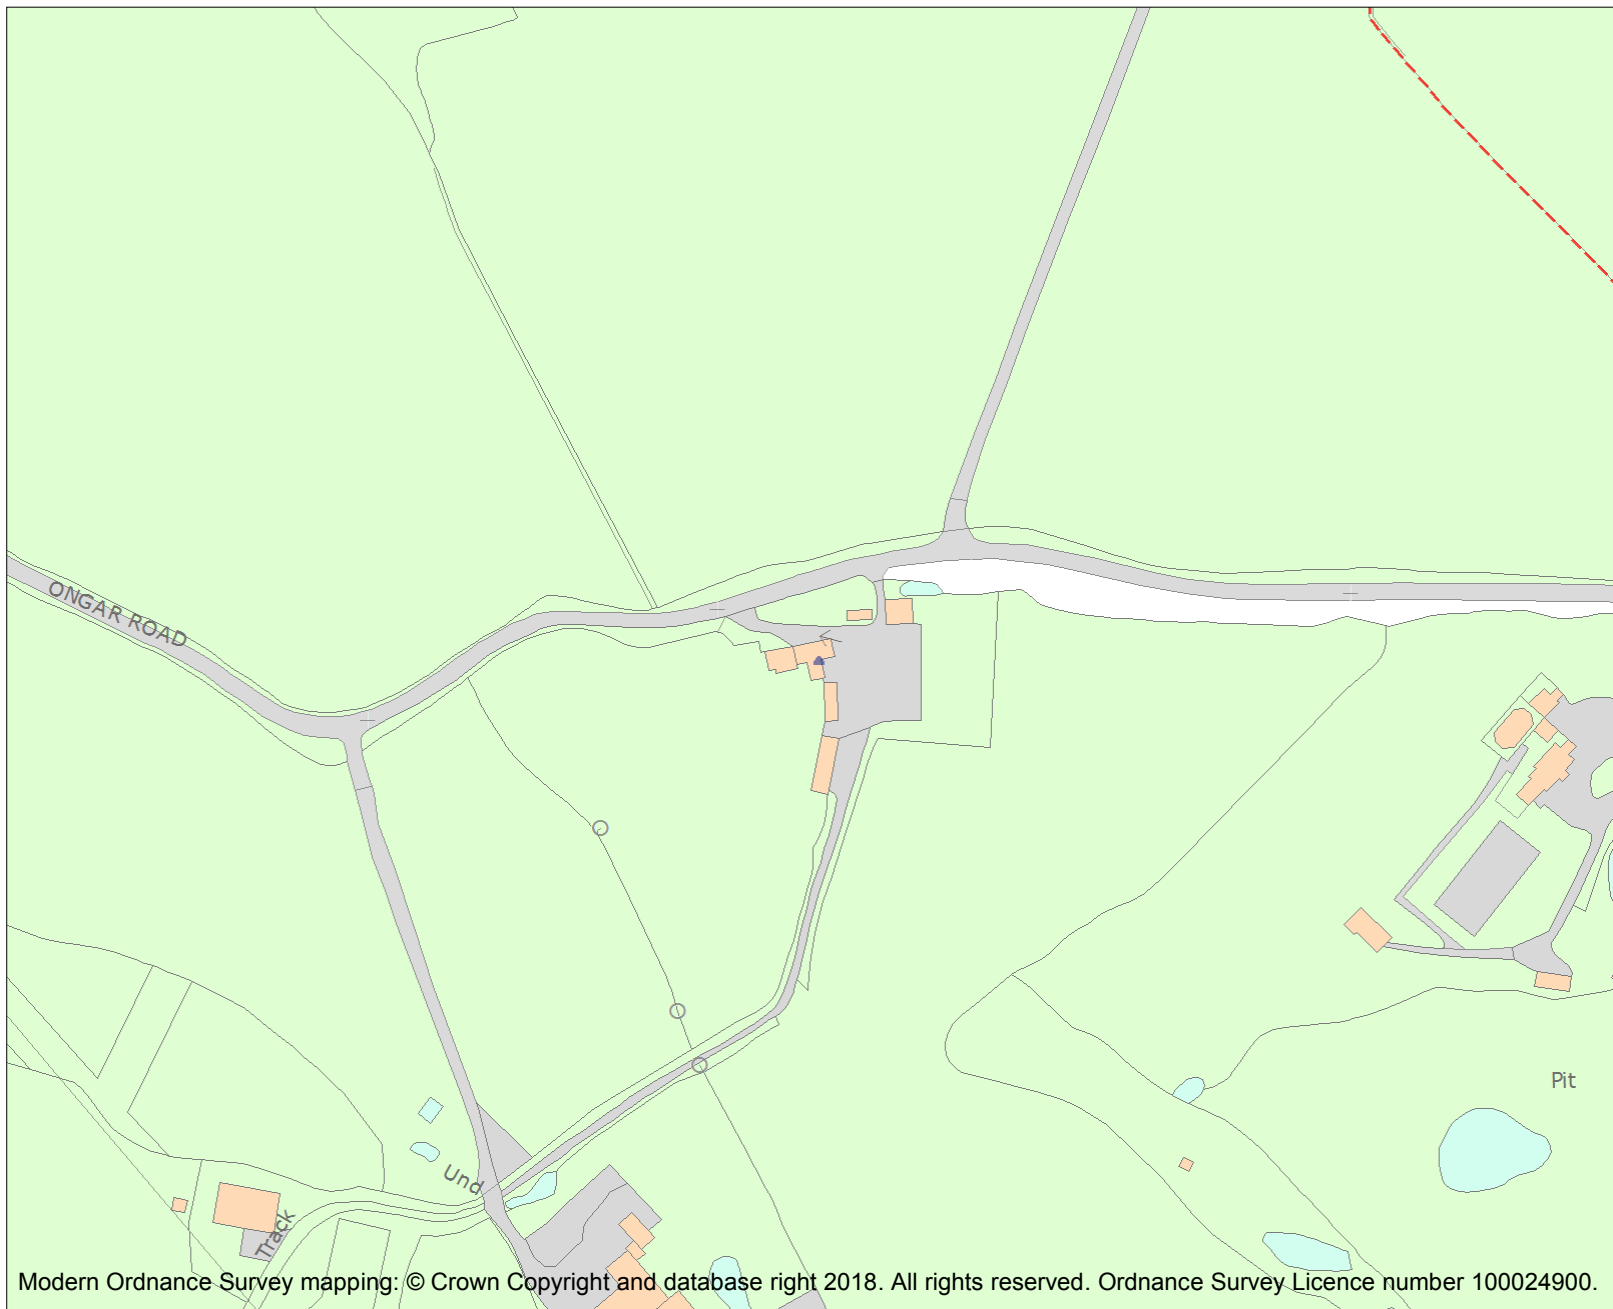 ONGAR ROAD
Pit
Und
Track
Modern Ordnance Survey mapping: © Crown Copyright and database right 2018. All rights reserved. Ordnance Survey Licence number 100024900.